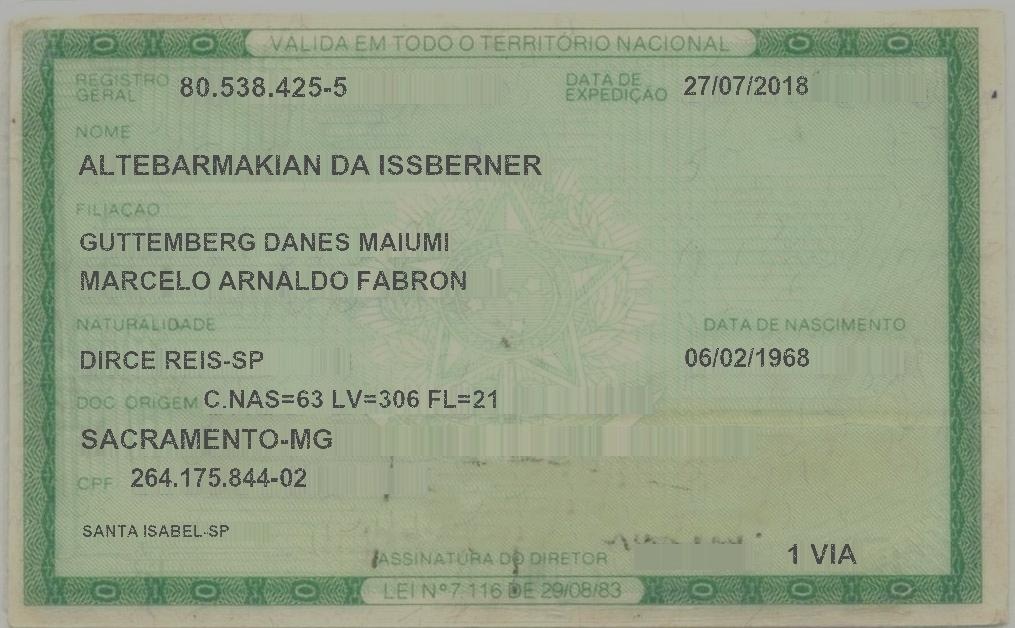 VÁLIDA EM TODO O TERRITÓRIO NACIONAL
REGISTRO GERAL 80.538.425-5 DATA DE EXPEDIÇÃO 27/07/2018
NOME
ALTEBARMAKIAN DA ISSBERNER
FILIAÇÃO
GUTTEMBERG DANES MAIUMI
MARCELO ARNALDO FABRON
NATURALIDADE DATA DE NASCIMENTO
DIRCE REIS-SP 06/02/1968
DOC ORIGEM C.NAS=63 LV=306 FL=21
SACRAMENTO-MG
CPF 264.175.844-02
SANTA ISABEL-SP
ASSINATURA DO DIRETOR 1 VIA
LEI Nº 7.116 DE 29/08/83